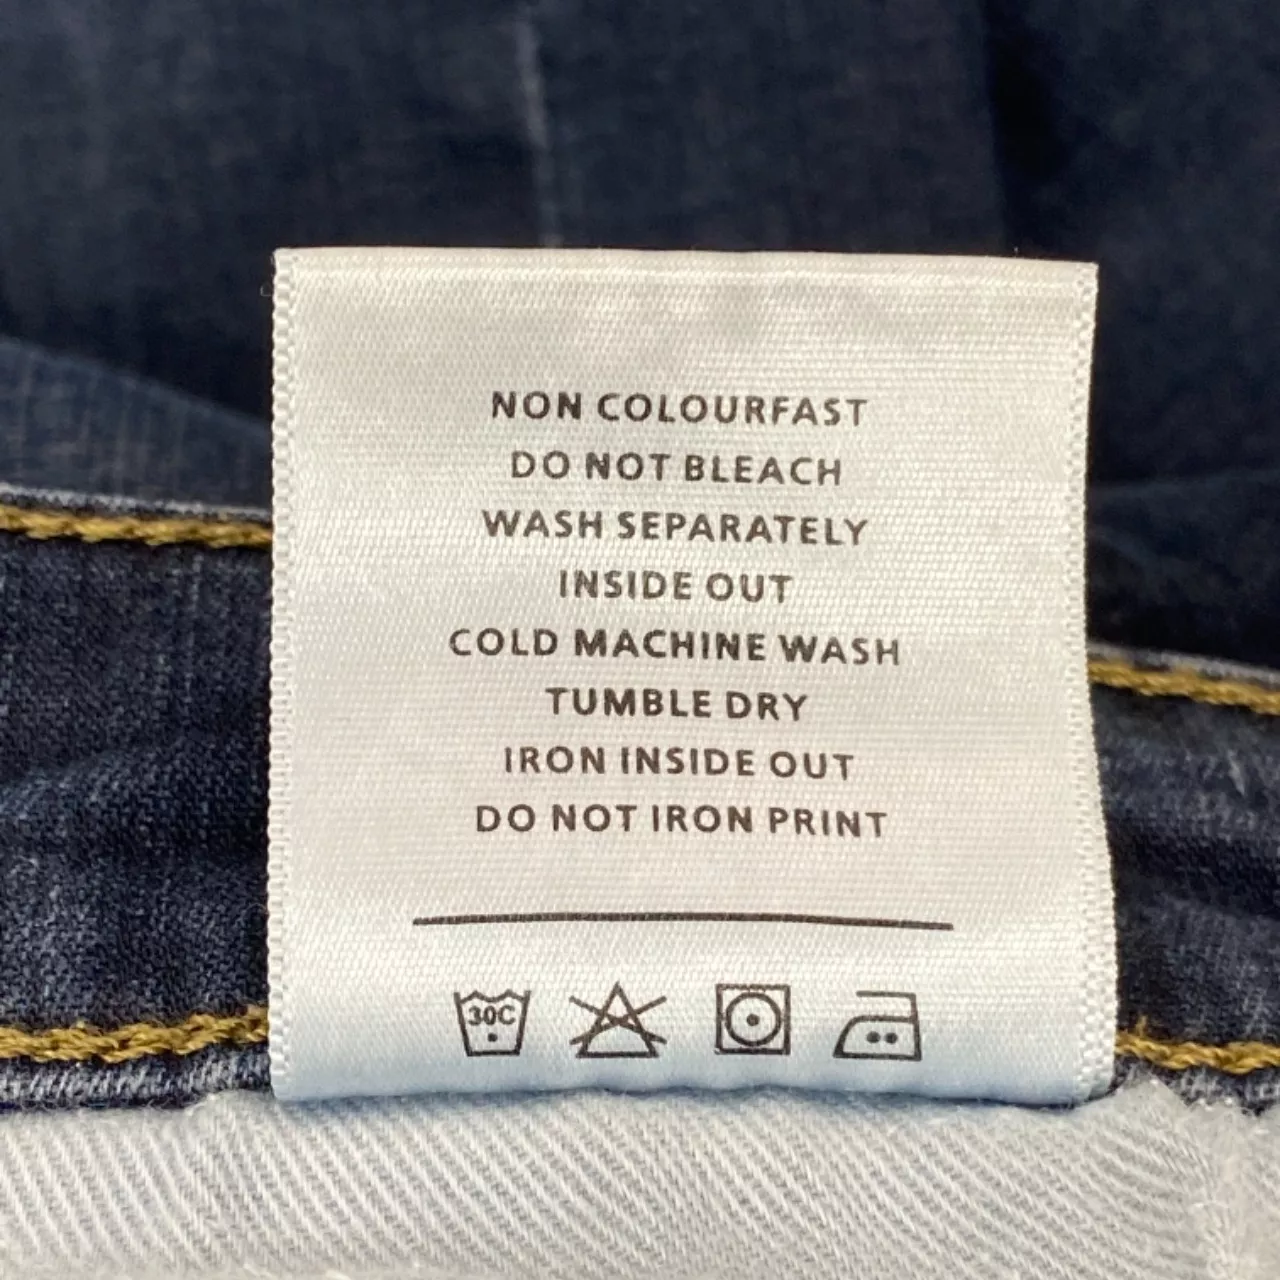 NON COLOURFAST
DO NOT BLEACH
WASH SEPARATELY
INSIDE OUT
COLD MACHINE WASH
TUMBLE DRY
IRON INSIDE OUT
DO NOT IRON PRINT
30C